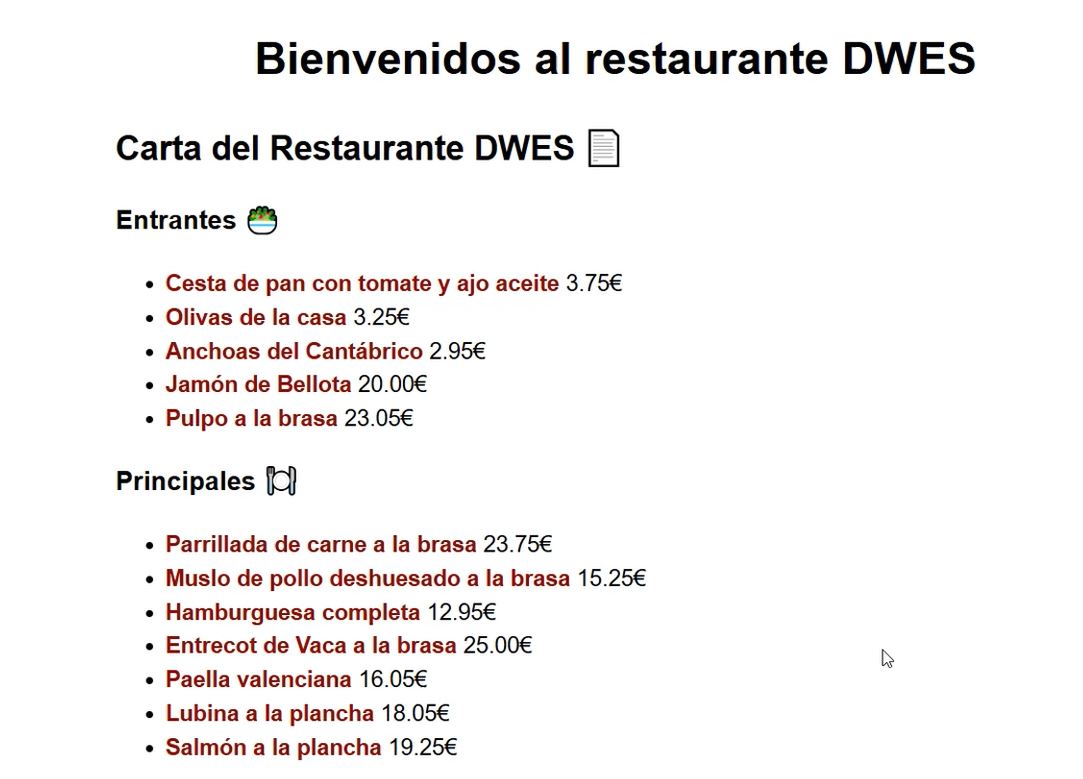 Bienvenidos al restaurante DWES
Carta del Restaurante DWES
Entrantes
Cesta de pan con tomate y ajo aceite 3.75€
Olivas de la casa 3.25€
Anchoas del Cantábrico 2.95€
Jamón de Bellota 20.00€
Pulpo a la brasa 23.05€
Principales
Parrillada de carne a la brasa 23.75€
Muslo de pollo deshuesado a la brasa 15.25€
Hamburguesa completa 12.95€
Entrecot de Vaca a la brasa 25.00€
Paella valenciana 16.05€
Lubina a la plancha 18.05€
Salmón a la plancha 19.25€